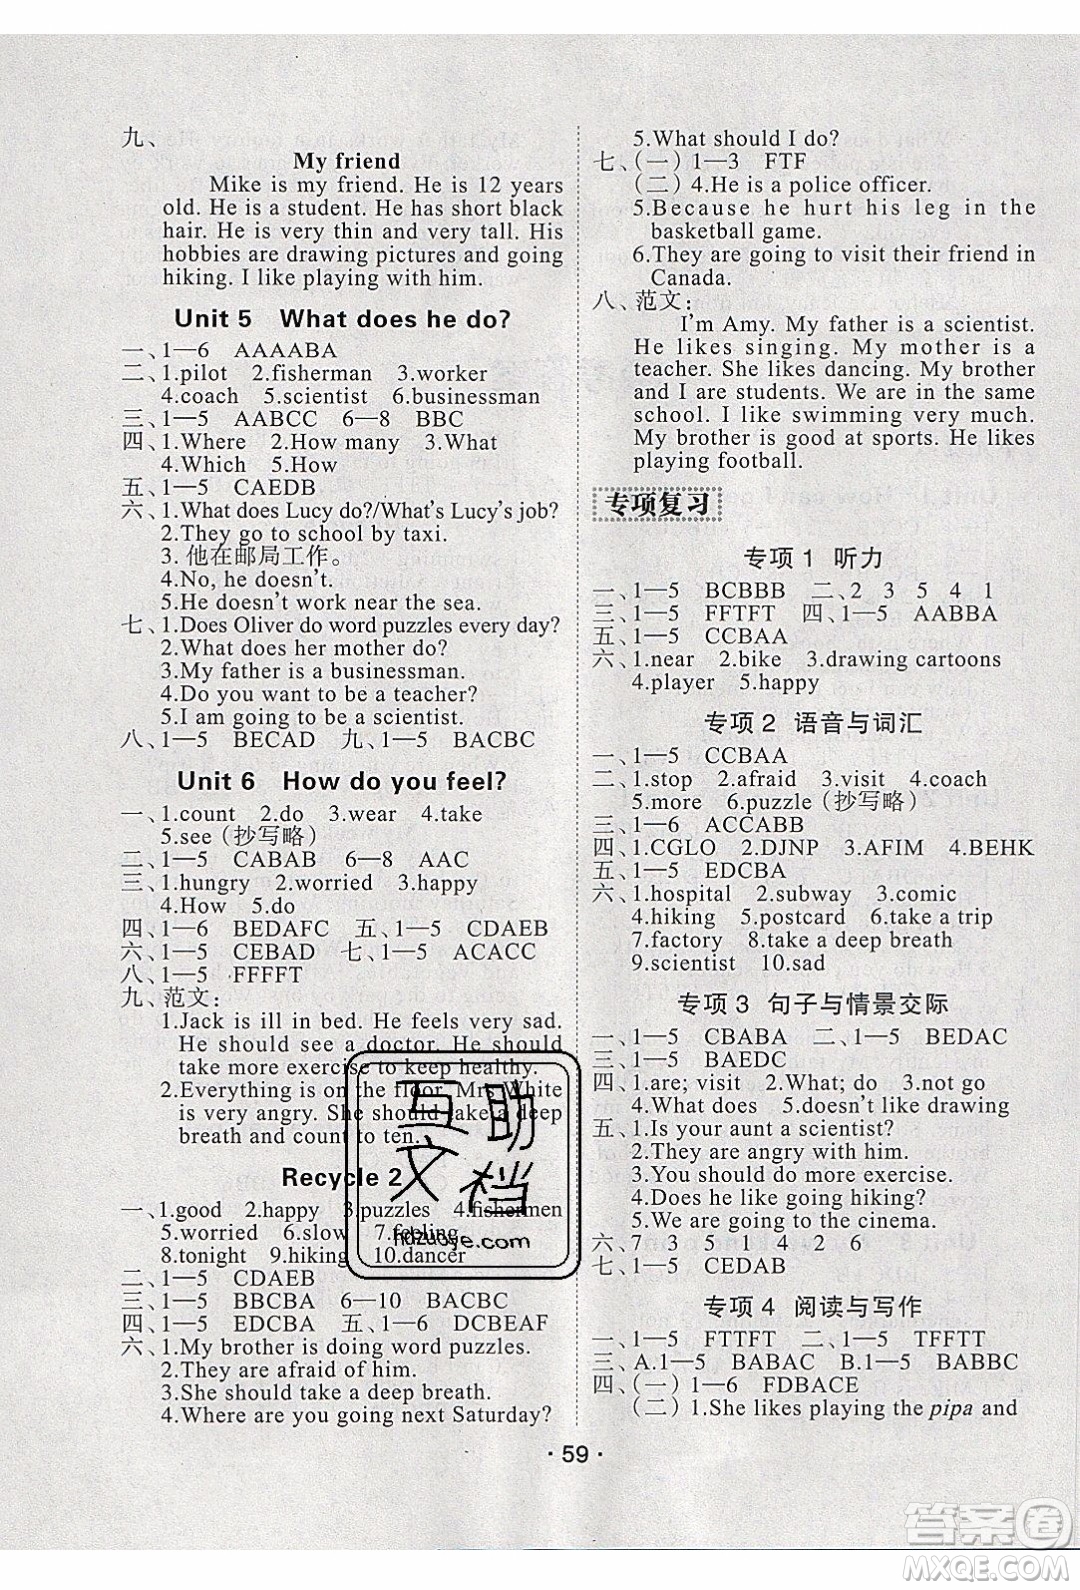 九、
My friend
Mike is my friend. He is 12 years
old. He is a student. He has short black
hair. He is very thin and very tall. His
hobbies are drawing pictures and going
hiking. I like playing with him.
Unit 5 What does he do?
一、1—6 AAAABA
二、1.pilot 2.fisherman 3.worker
4.coach 5.scientist 6.businessman
三、1—5 AABCC 6—8 BBC
四、1.Where 2.How many 3.What
4.Which 5.How
五、1—5 CAEDB
六、1.What does Lucy do?/What's Lucy's job?
2.They go to school by taxi.
3.他在邮局工作。
4.No, he doesn't.
5.He doesn't work near the sea.
七、1.Does Oliver do word puzzles every day?
2.What does her mother do?
3.My father is a businessman.
4.Do you want to be a teacher?
5.I am going to be a scientist.
八、1—5 BECAD 九、1—5 BACBC
Unit 6 How do you feel?
一、1.count 2.do 3.wear 4.take
5.see（抄写略）
二、1—5 CABAB 6—8 AAC
三、1.hungry 2.worried 3.happy
4.How 5.do
四、1—6 BEDAFC 五、1—5 CDAEB
六、1—5 CEBAD 七、1—5 ACACC
八、1—5 FFFFT
九、范文：
1.Jack is ill in bed. He feels very sad.
He should see a doctor. He should
take more exercise to keep healthy.
2.Everything is on the floor. Mrs White
is very angry. She should take a deep
breath and count to ten.
Recycle 2
一、1.good 2.happy 3.puzzles 4.fishermen
5.worried 6.slow 7.feeling
8.tonight 9.hiking 10.dancer
二、1—5 CDAEB
三、1—5 BBCBA 6—10 BACBC
四、1—5 EDCBA 五、1—6 DCBEAF
六、1.My brother is doing word puzzles.
2.They are afraid of him.
3.She should take a deep breath.
4.Where are you going next Saturday?
5.What should I do?
七、（一）1—3 FTF
（二）4.He is a police officer.
5.Because he hurt his leg in the
basketball game.
6.They are going to visit their friend in
Canada.
八、范文：
I'm Amy. My father is a scientist.
He likes singing. My mother is a
teacher. She likes dancing. My brother
and I are students. We are in the same
school. I like swimming very much.
My brother is good at sports. He likes
playing football.
专项复习
专项1 听力
一、1—5 BCBBB 二、2 3 5 4 1
三、1—5 FFTFT 四、1—5 AABBA
五、1—5 CCBAA
六、1.near 2.bike 3.drawing cartoons
4.player 5.happy
专项2 语音与词汇
一、1—5 CCBAA
二、1.stop 2.afraid 3.visit 4.coach
5.more 6.puzzle（抄写略）
三、1—6 ACCABB
四、1.CGLO 2.DJNP 3.AFIM 4.BEHK
五、1—5 EDCBA
六、1.hospital 2.subway 3.comic
4.hiking 5.postcard 6.take a trip
7.factory 8.take a deep breath
9.scientist 10.sad
专项3 句子与情景交际
一、1—5 CBABA 二、1—5 BEDAC
三、1—5 BAEDC
四、1.are; visit 2.What; do 3.not go
4.What does 5.doesn't like drawing
五、1.Is your aunt a scientist?
2.They are angry with him.
3.You should do more exercise.
4.Does he like going hiking?
5.We are going to the cinema.
六、7 3 5 1 4 2 6
七、1—5 CEDAB
专项4 阅读与写作
一、1—5 FTTFT 二、1—5 TFFTT
三、A.1—5 BABAC B.1—5 BABBC
四、（一）1—6 FDBACE
（二）1.She likes playing the pipa and
·59·
互助
文档
hdzuoye.com
答案圈
MXQE.COM